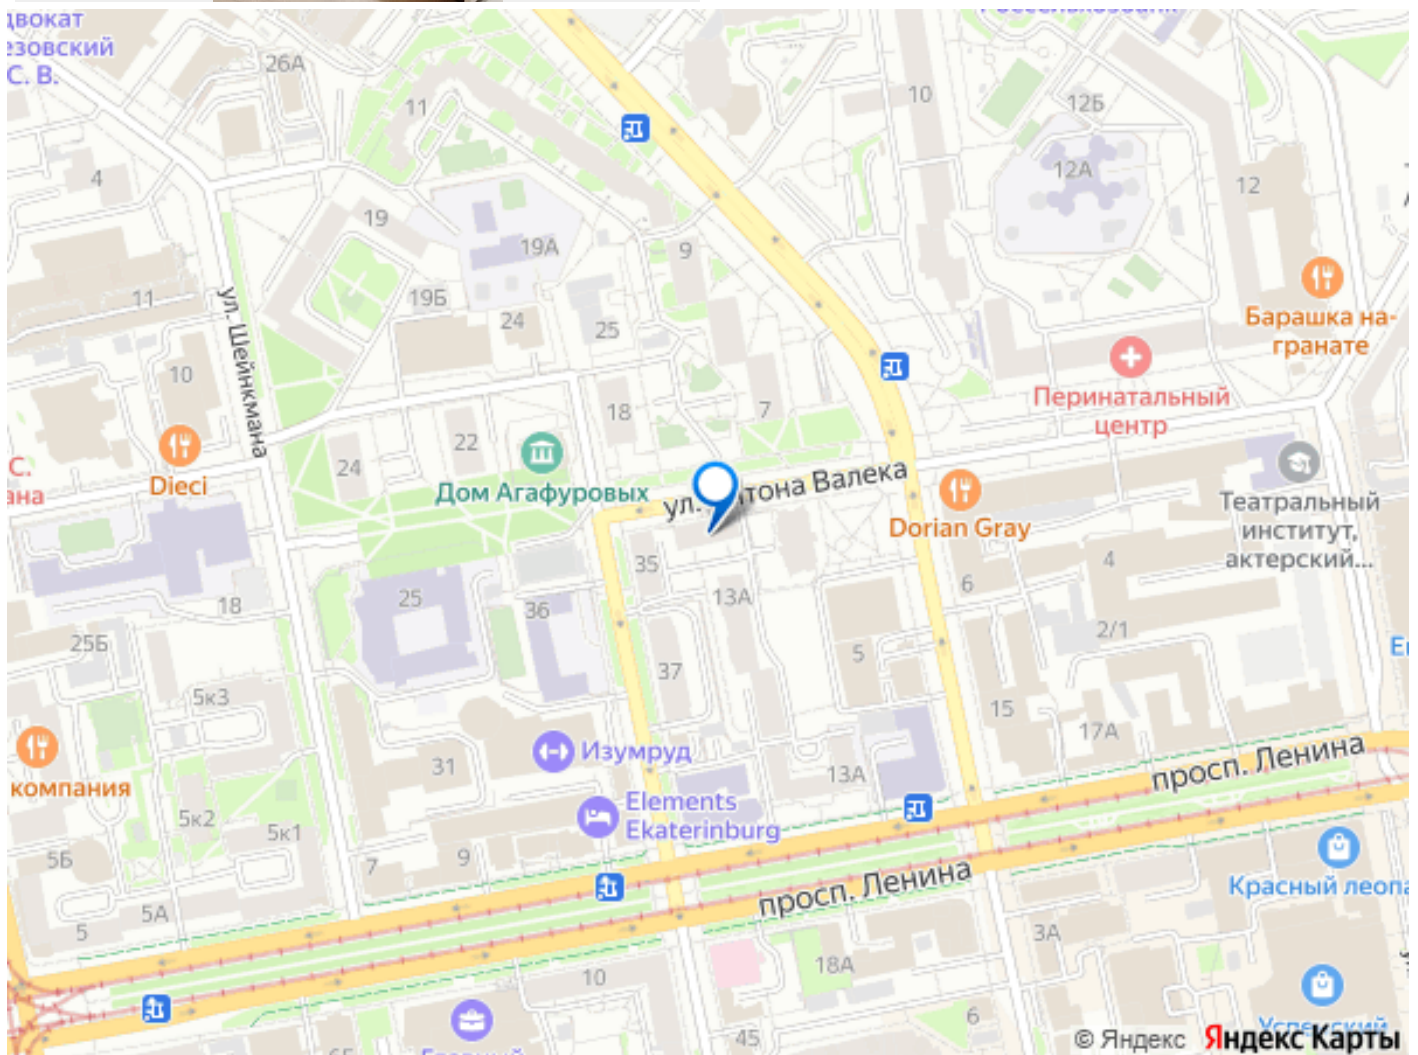 двокат
езовский
С. В.
26А
11
10
12Б
12А
12
4
19
19А
9
11
19Б
24
25
ул. Шейнкмана
Барашка на-
гранате
10
Перинатальный
центр
18
7
22
24
С.
ана
Dieci
Дом Агафуровых
Dorian Gray
Театральный
институт,
актерский...
35
4
6
13А
25
36
18
25Б
2/1
5
37
5к3
15
17А
Изумруд
31
13А
просп. Ленина
компания
Elements
Ekaterinburg
5к2
5к1
5Б
7
9
просп. Ленина
Красный леопа
5А
5
3А
18А
10
6
45
© Яндекс Яндекс Карты